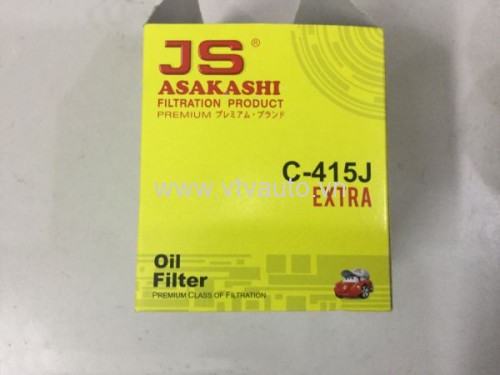 JS®
ASAKASHI
FILTRATION PRODUCT
PREMIUM プレミアム・ブランド
C-415J
EXTRA
www.vtvauto.vn
Oil
Filter
PREMIUM CLASS OF FILTRATION